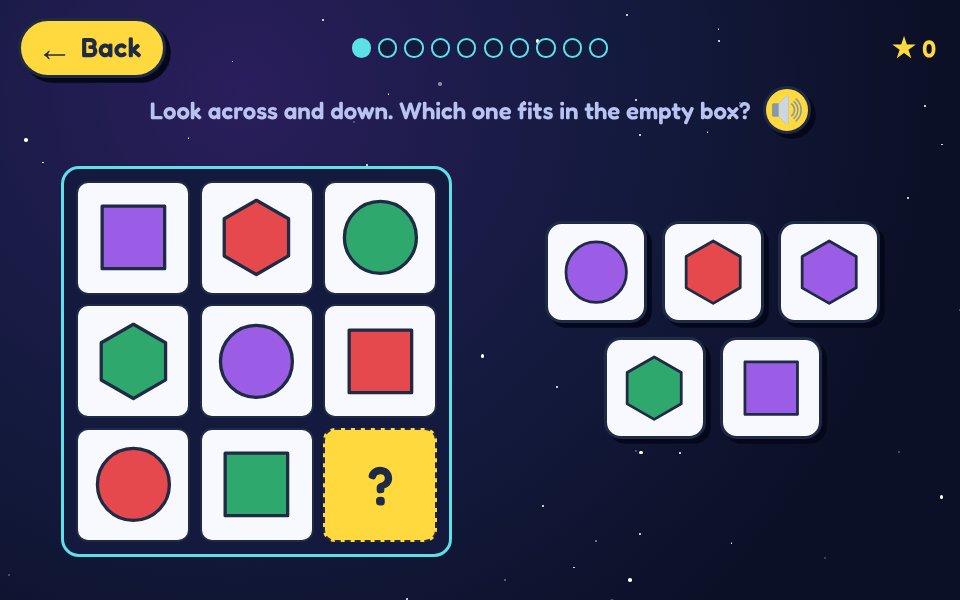 ← Back
★ 0
Look across and down. Which one fits in the empty box?
?